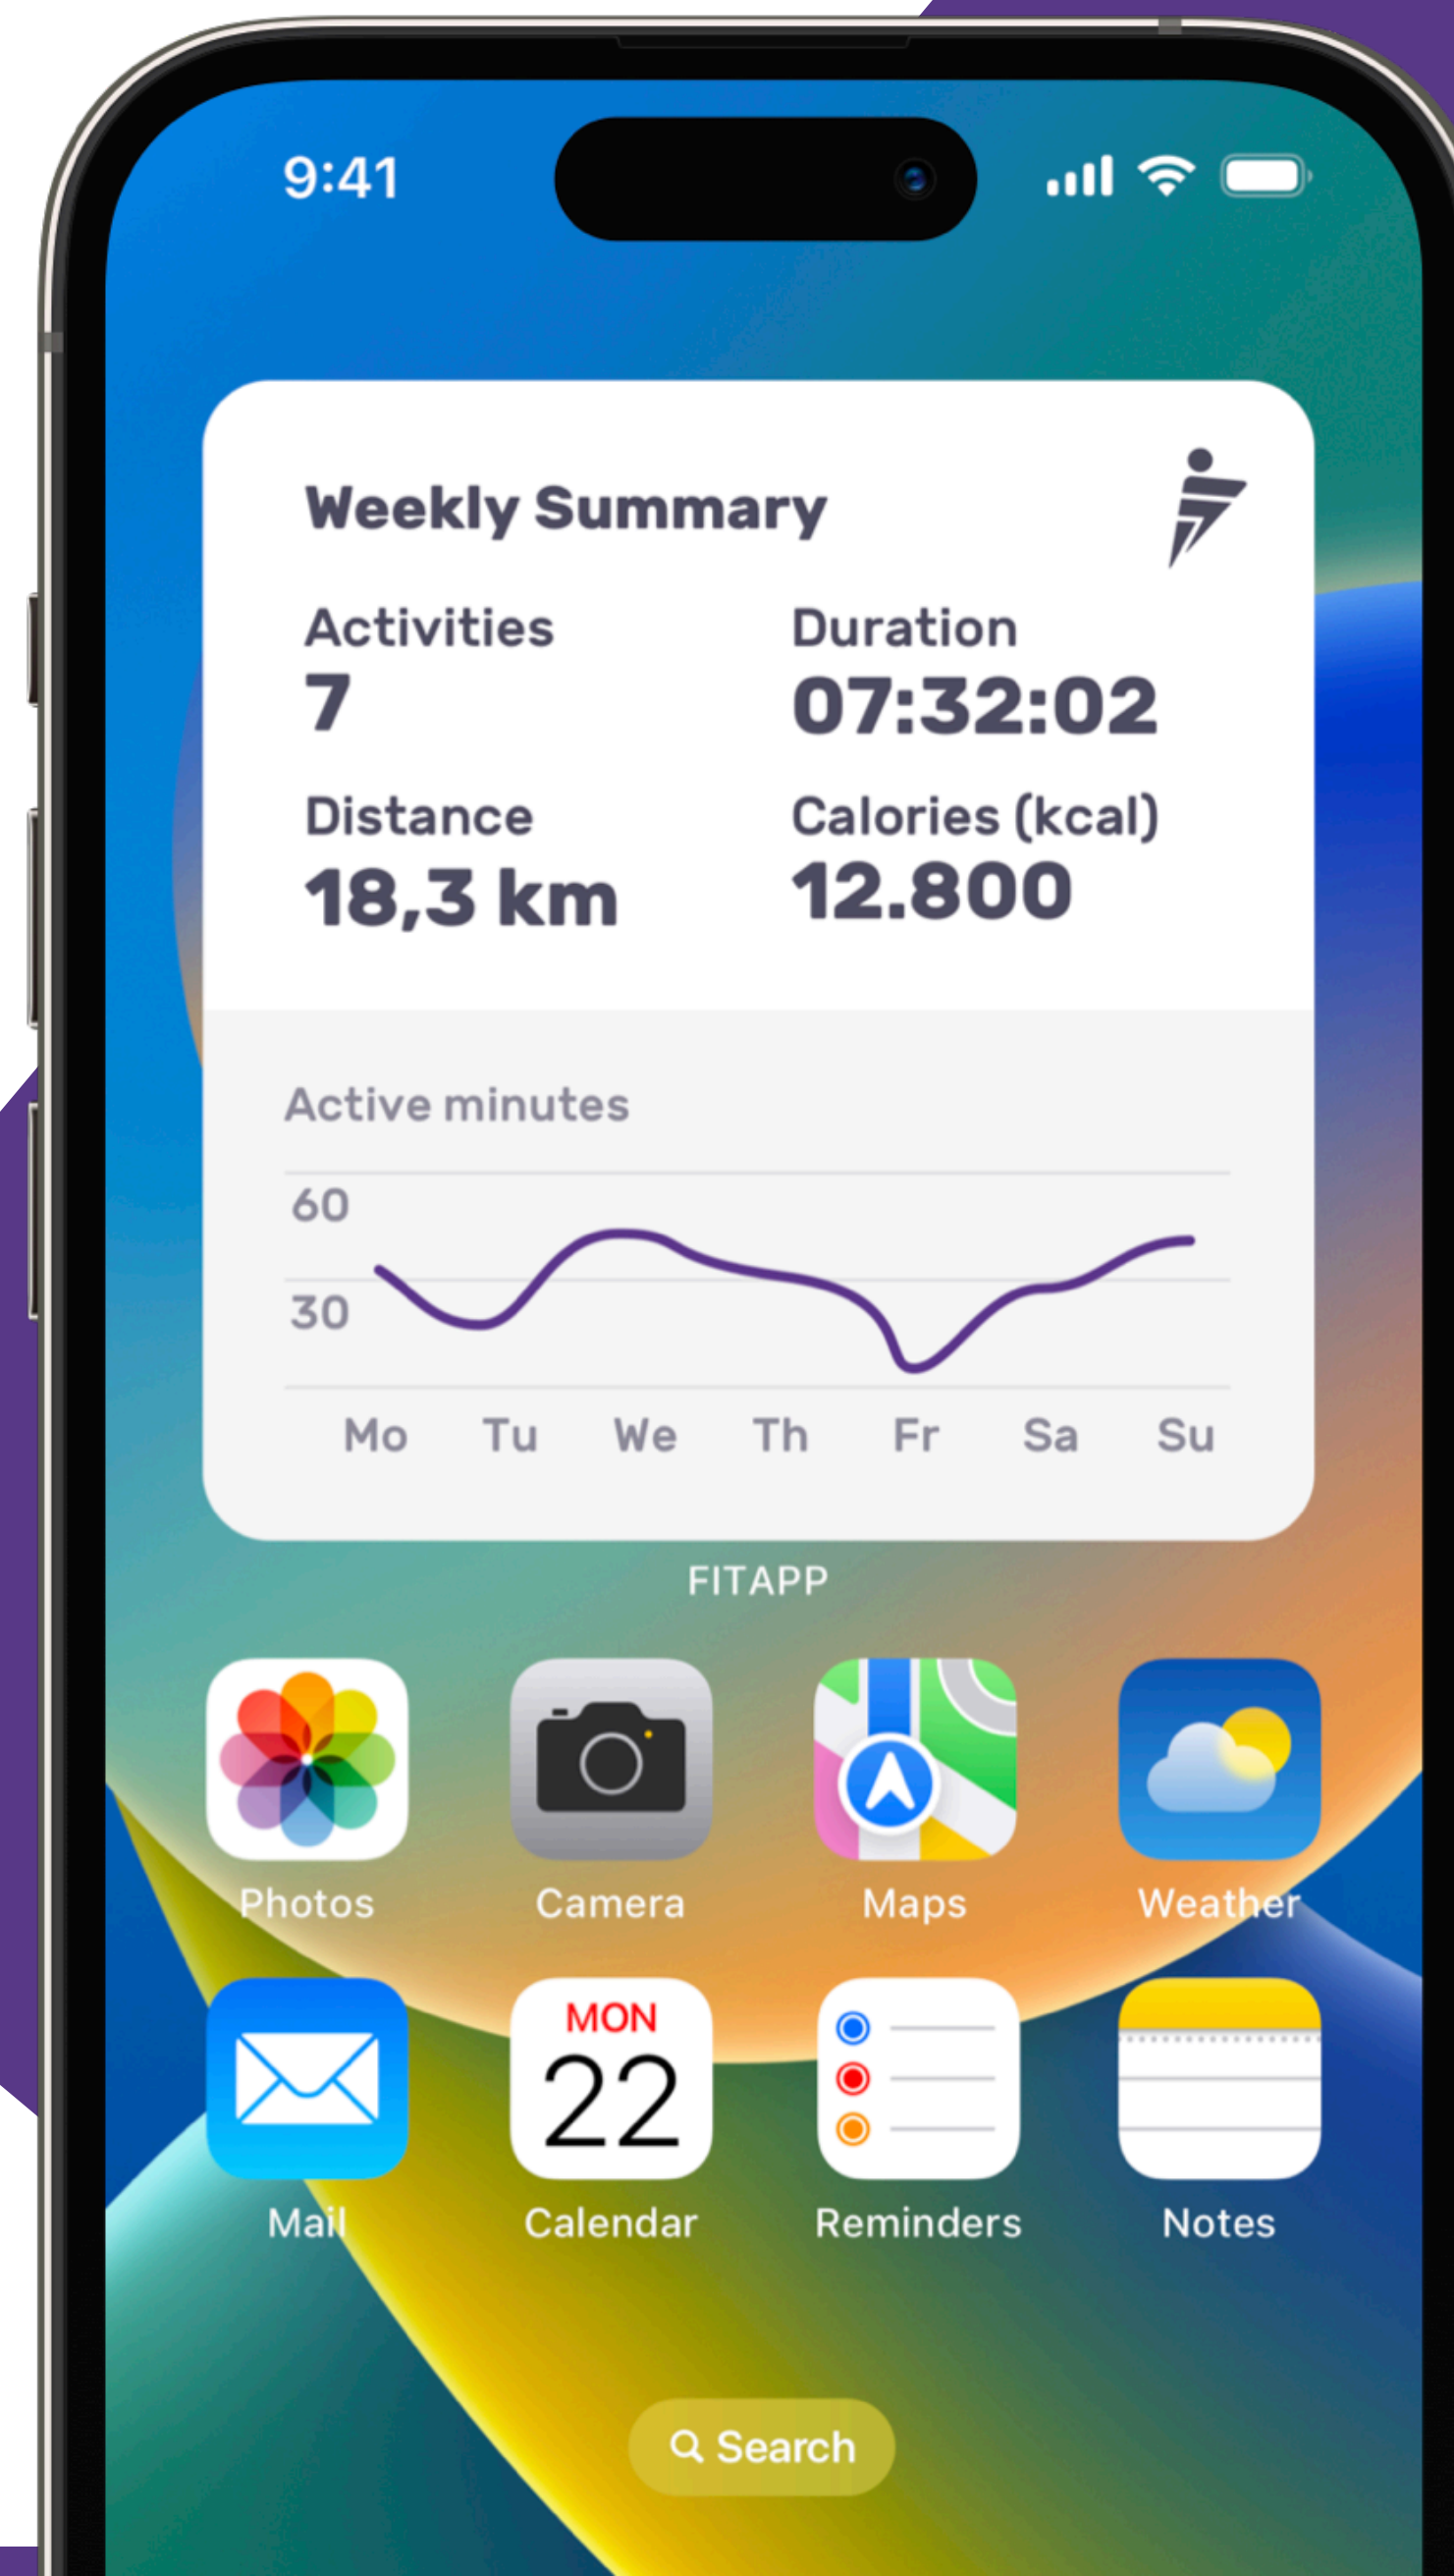 9:41
Weekly Summary
Activities
7
Duration
07:32:02
Distance
18,3 km
Calories (kcal)
12.800
Active minutes
60
30
Mo Tu We Th Fr Sa Su
FITAPP
Photos Camera Maps Weather
MON
22
Mail Calendar Reminders Notes
Search